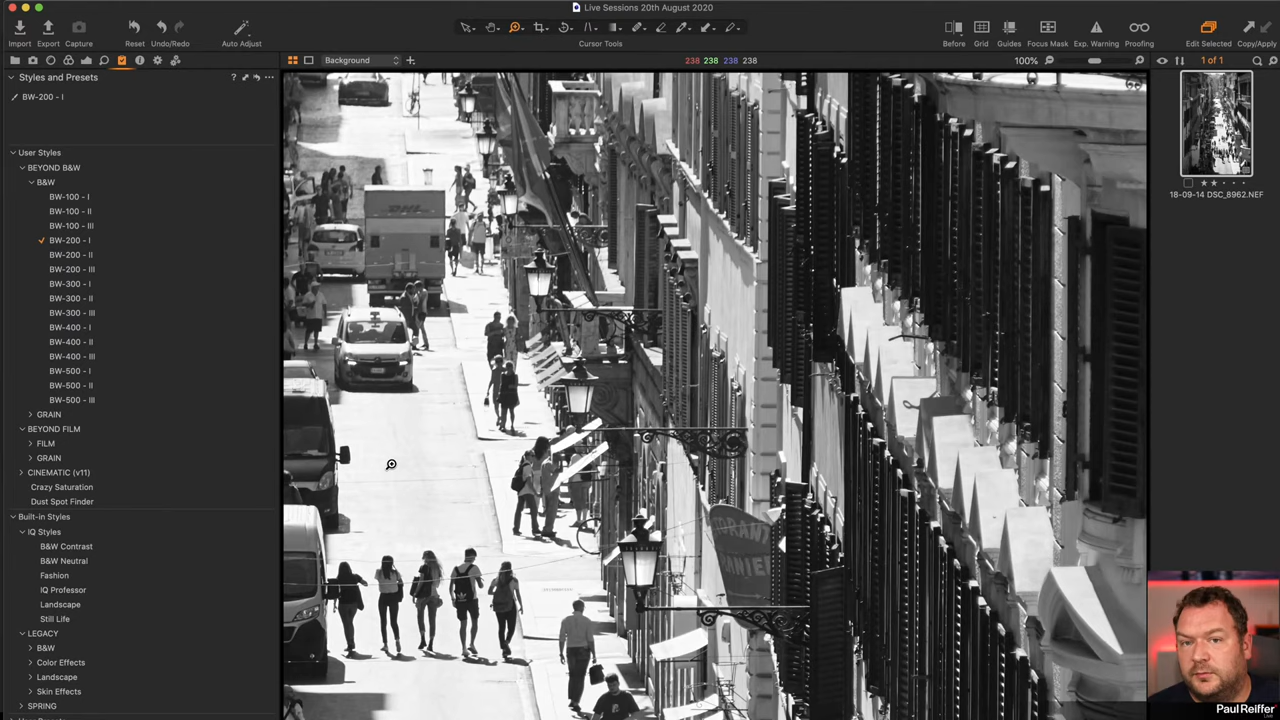 Live Sessions 20th August 2020
Import
Export
Capture
Reset
Undo/Redo
Auto Adjust
Cursor Tools
Before
Grid
Guides
Focus Mask
Exp. Warning
Proofing
Edit Selected
Copy/Apply
Background
238 238 238 238
100%
1 of 1
Styles and Presets
BW-200 - I
User Styles
BEYOND B&W
B&W
BW-100 - I
BW-100 - II
BW-100 - III
BW-200 - I
BW-200 - II
BW-200 - III
BW-300 - I
BW-300 - II
BW-300 - III
BW-400 - I
BW-400 - II
BW-400 - III
BW-500 - I
BW-500 - II
BW-500 - III
GRAIN
BEYOND FILM
FILM
GRAIN
CINEMATIC (v11)
Crazy Saturation
Dust Spot Finder
Built-in Styles
IQ Styles
B&W Contrast
B&W Neutral
Fashion
IQ Professor
Landscape
Still Life
LEGACY
B&W
Color Effects
Landscape
Skin Effects
SPRING
18-09-14 DSC_8962.NEF
Paul Reiffer
Live